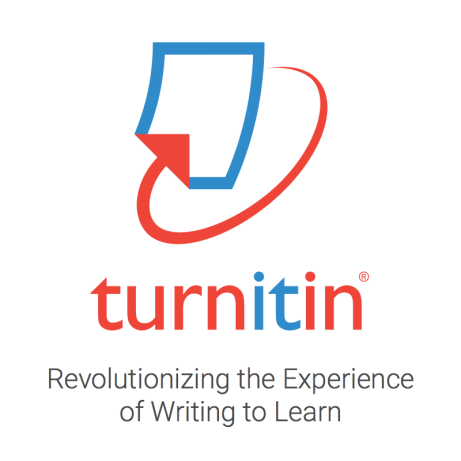 turnitin®
Revolutionizing the Experience
of Writing to Learn